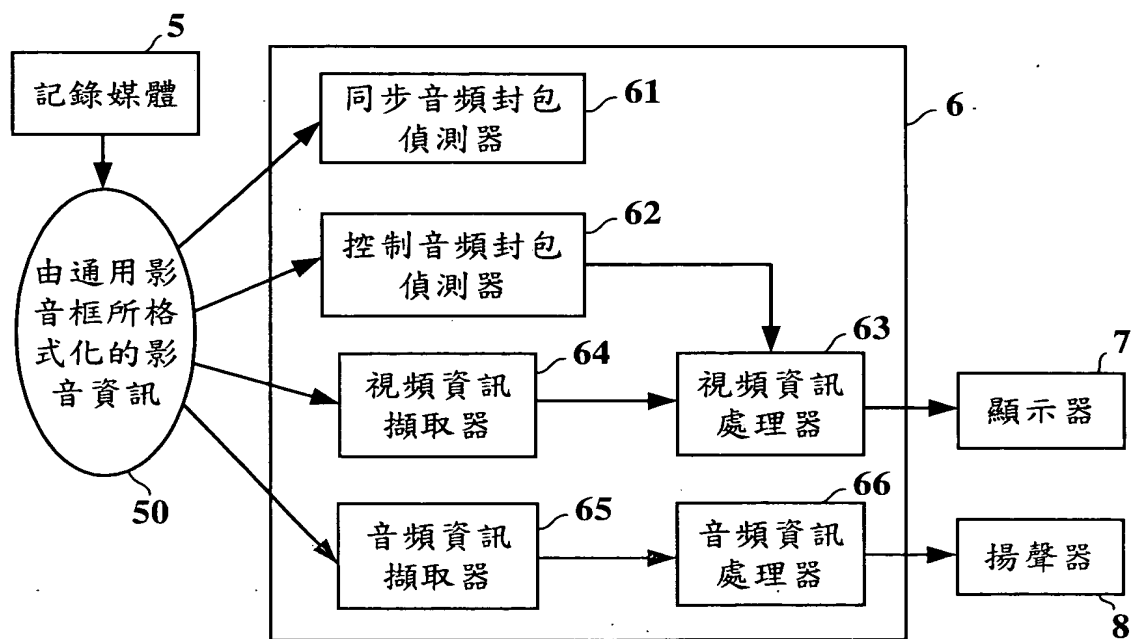 5
記錄媒體
由通用影
音框所格
式化的影
音資訊
50
6
同步音頻封包
偵測器
61
控制音頻封包
偵測器
62
視頻資訊
擷取器
64
視頻資訊
處理器
63
音頻資訊
擷取器
65
音頻資訊
處理器
66
7
顯示器
揚聲器
8